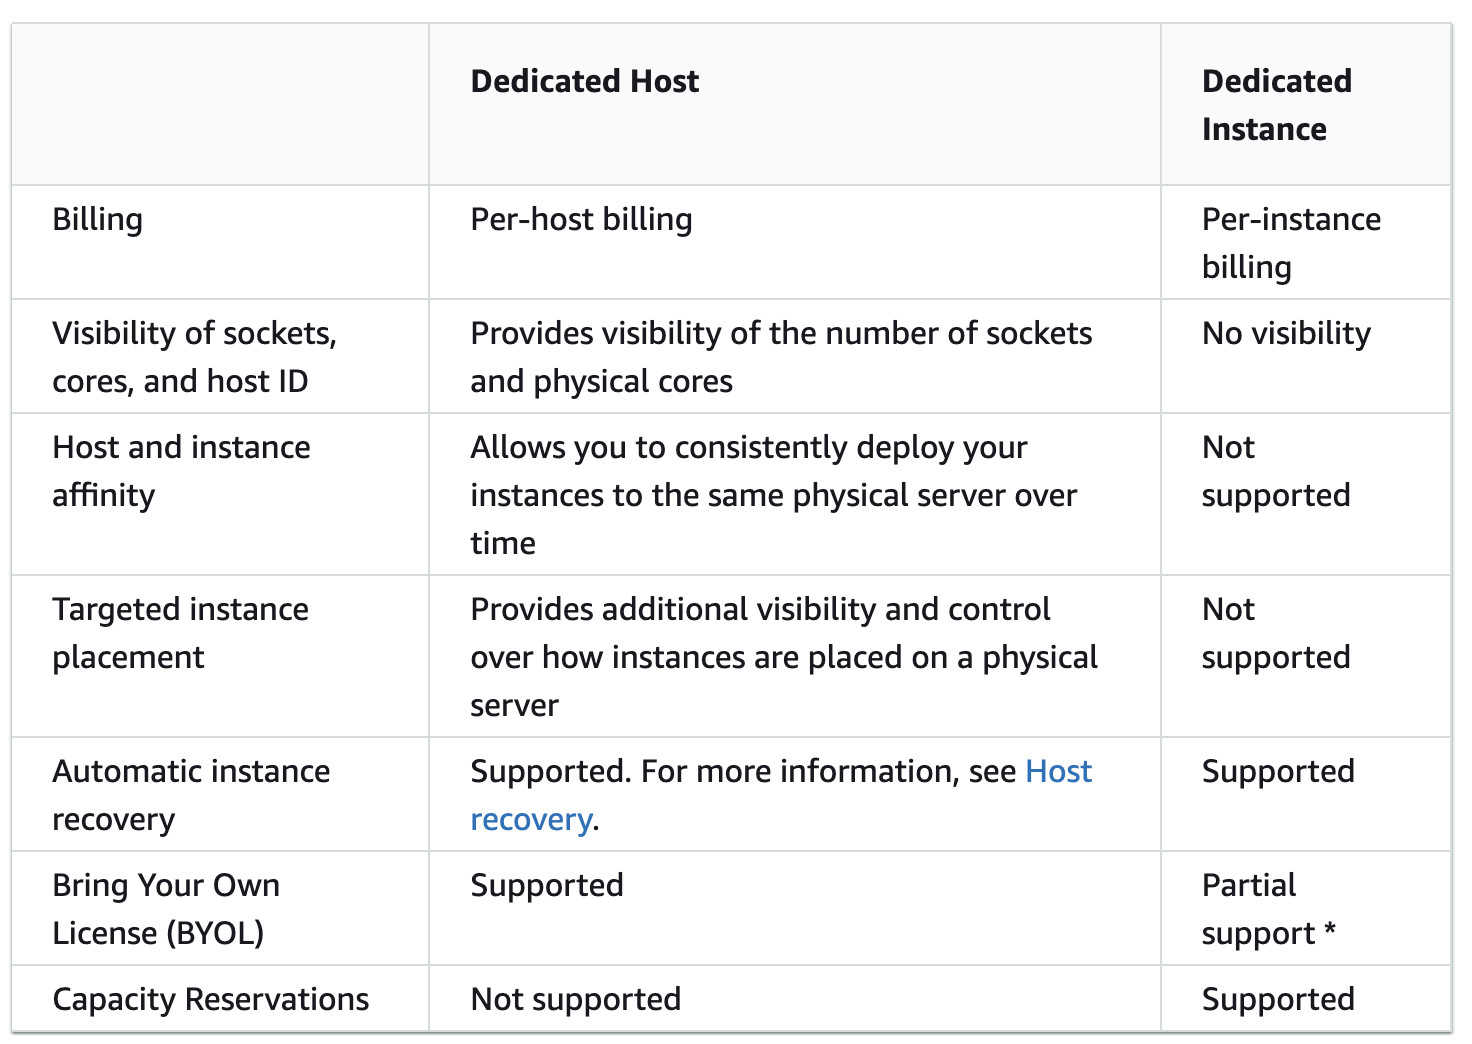 Dedicated Host
Dedicated
Instance
Billing
Per-host billing
Per-instance
billing
Visibility of sockets,
cores, and host ID
Provides visibility of the number of sockets
and physical cores
No visibility
Host and instance
affinity
Allows you to consistently deploy your
instances to the same physical server over
time
Not
supported
Targeted instance
placement
Provides additional visibility and control
over how instances are placed on a physical
server
Not
supported
Automatic instance
recovery
Supported. For more information, see Host
recovery.
Supported
Bring Your Own
License (BYOL)
Supported
Partial
support *
Capacity Reservations
Not supported
Supported